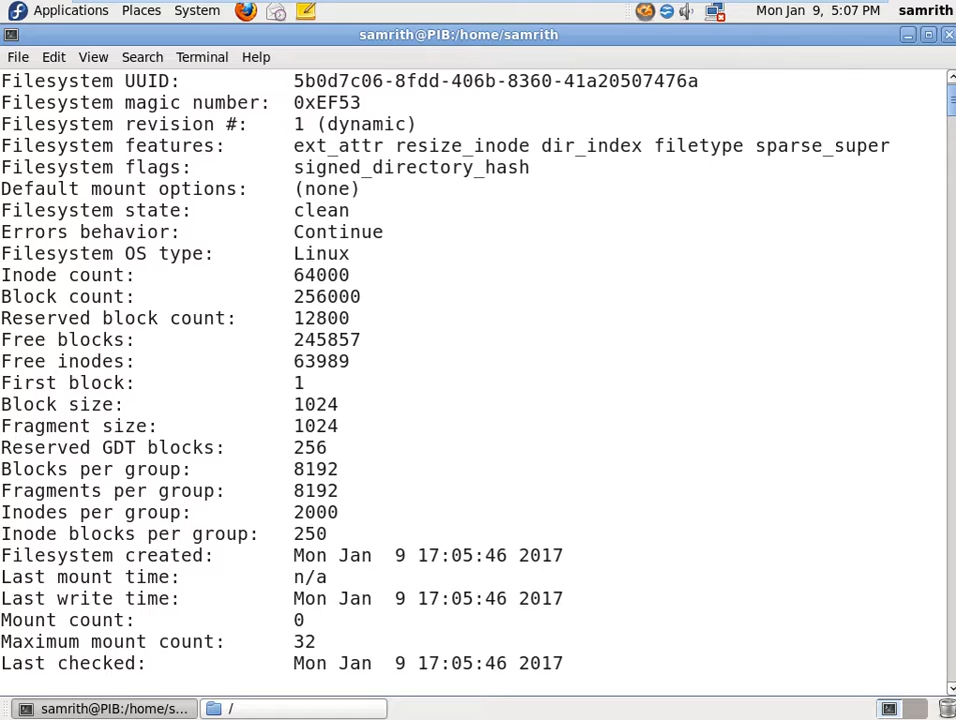 Applications Places System Mon Jan 9, 5:07 PM samrith
samrith@PIB:/home/samrith
File Edit View Search Terminal Help
Filesystem UUID: 5b0d7c06-8fdd-406b-8360-41a20507476a
Filesystem magic number: 0xEF53
Filesystem revision #: 1 (dynamic)
Filesystem features: ext_attr resize_inode dir_index filetype sparse_super
Filesystem flags: signed_directory_hash
Default mount options: (none)
Filesystem state: clean
Errors behavior: Continue
Filesystem OS type: Linux
Inode count: 64000
Block count: 256000
Reserved block count: 12800
Free blocks: 245857
Free inodes: 63989
First block: 1
Block size: 1024
Fragment size: 1024
Reserved GDT blocks: 256
Blocks per group: 8192
Fragments per group: 8192
Inodes per group: 2000
Inode blocks per group: 250
Filesystem created: Mon Jan 9 17:05:46 2017
Last mount time: n/a
Last write time: Mon Jan 9 17:05:46 2017
Mount count: 0
Maximum mount count: 32
Last checked: Mon Jan 9 17:05:46 2017
samrith@PIB:/home/s... /